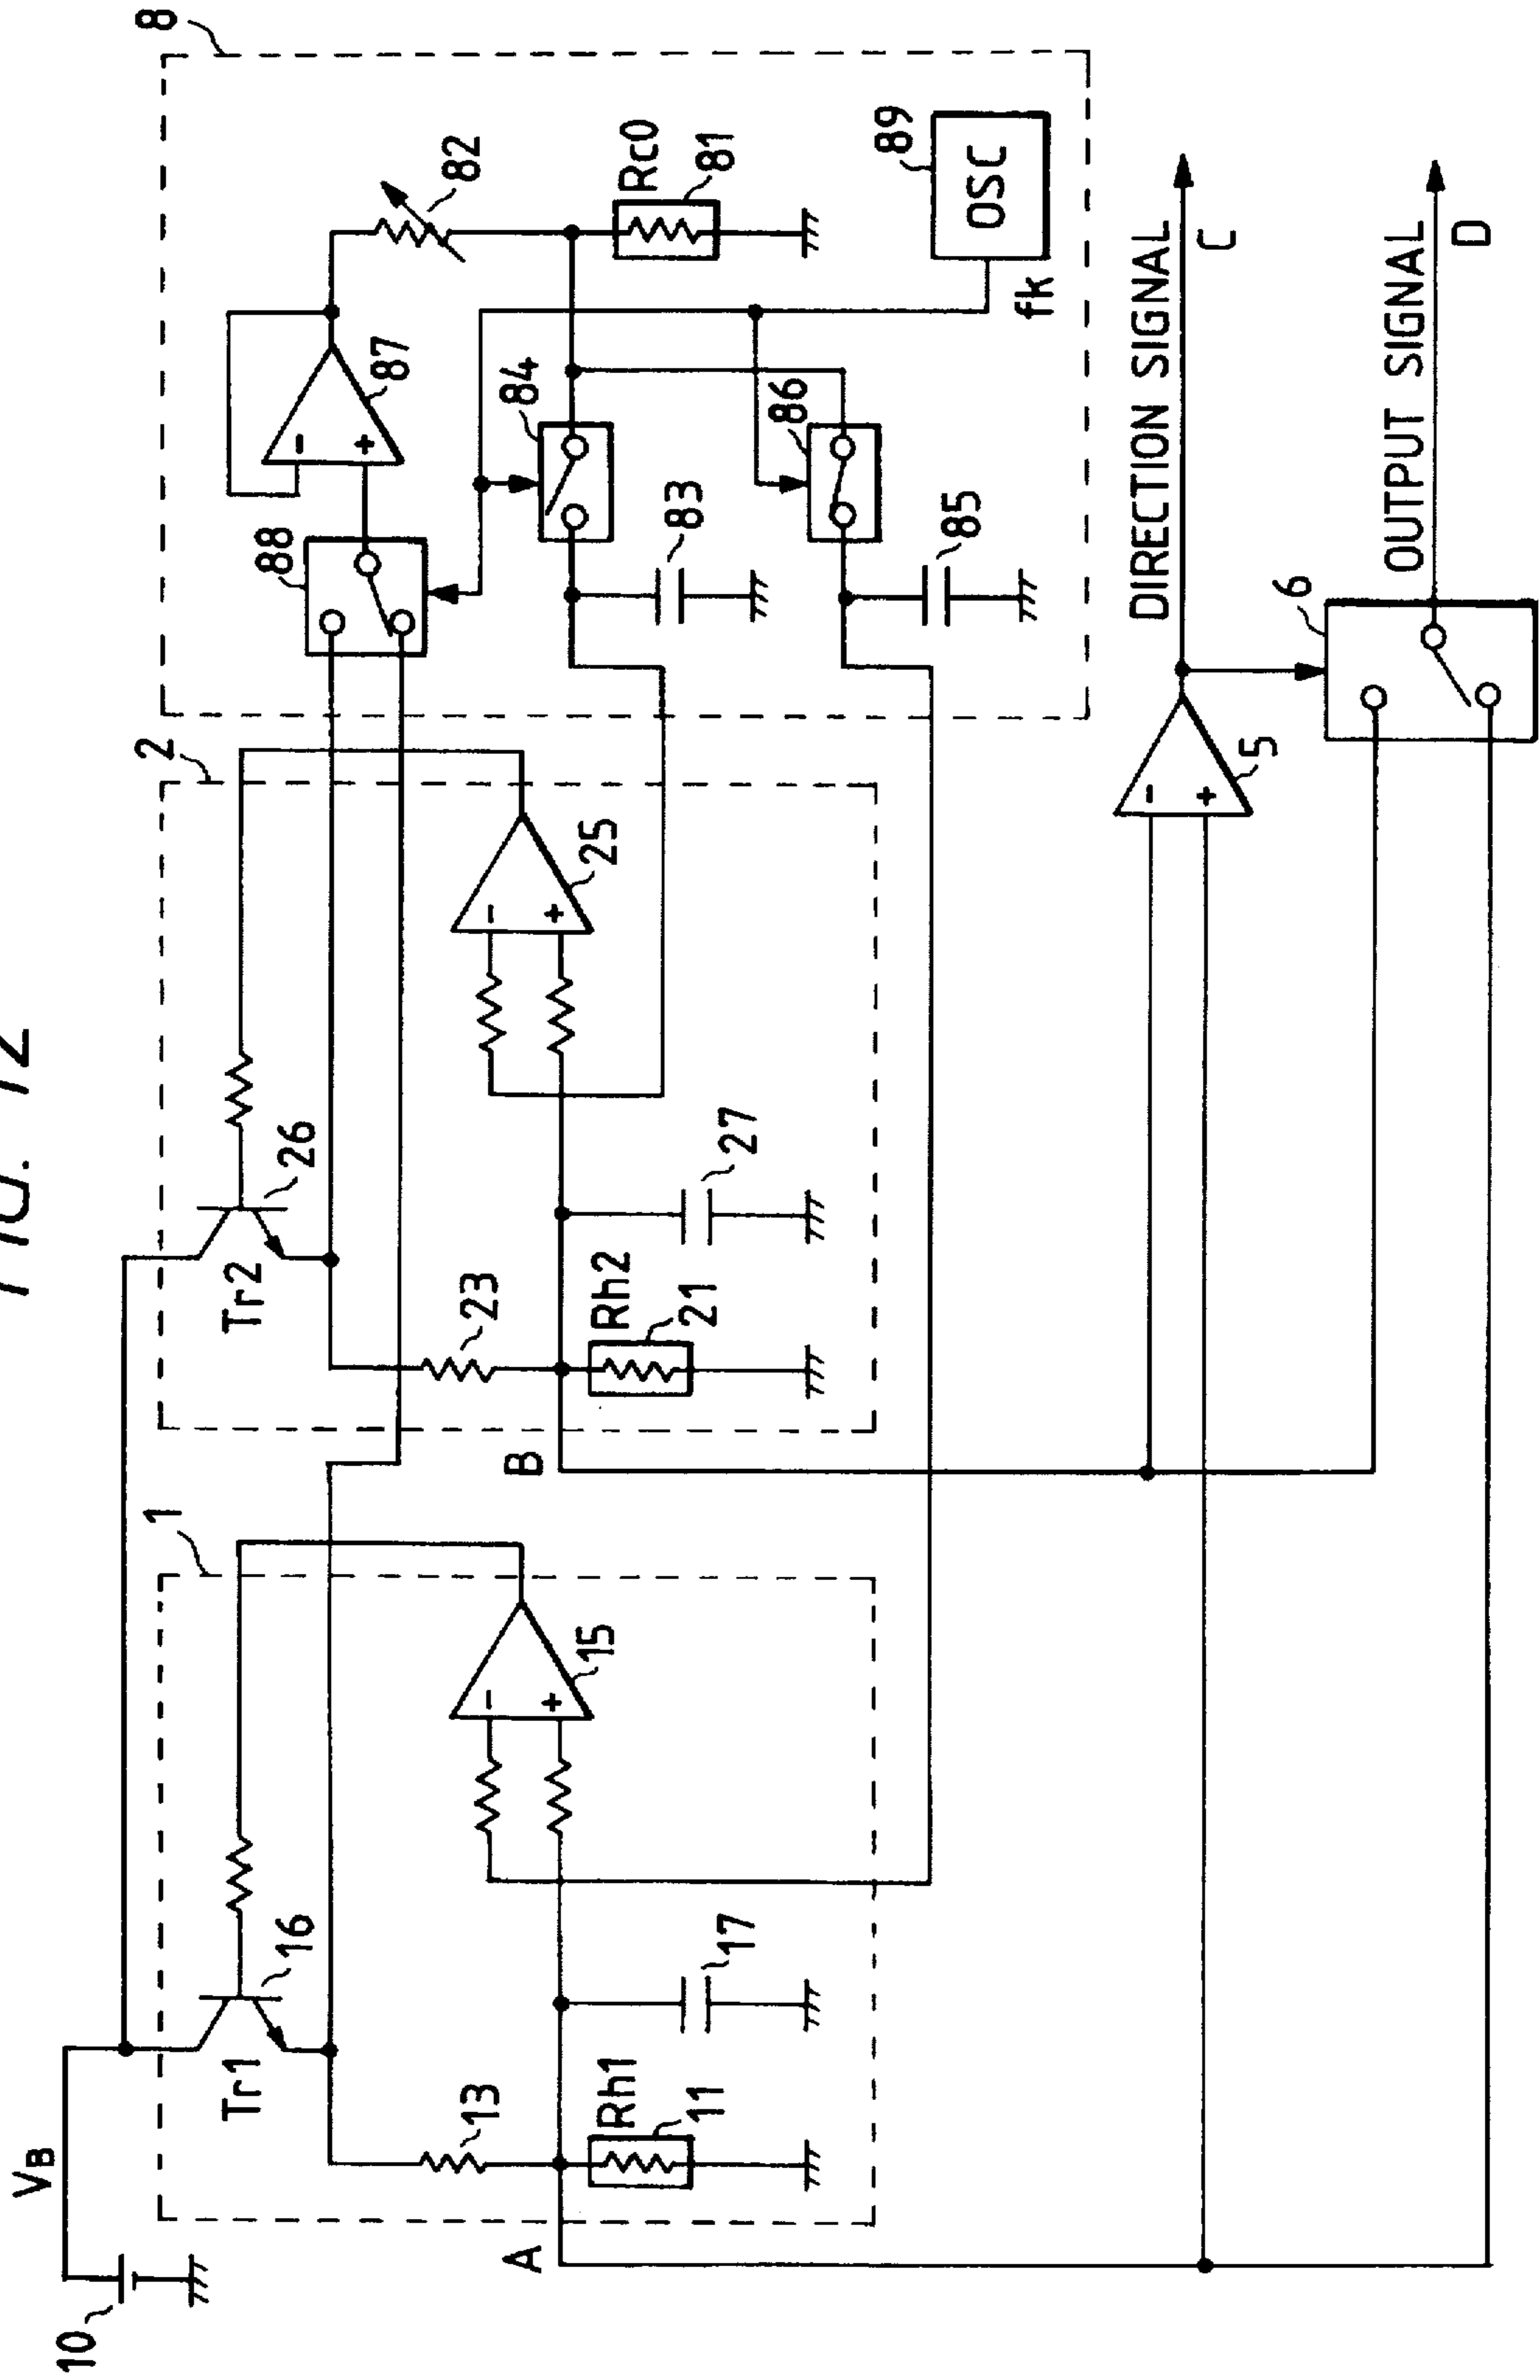 FIG. 12
VB
10
1
Tr1
16
13
Rh1
11
17
-
+
15
A
2
Tr2
26
23
Rh2
21
27
-
+
25
B
8
88
-
+
87
82
84
Rc0
81
83
86
85
89
OSC
fk
-
+
5
DIRECTION SIGNAL
C
6
OUTPUT SIGNAL
D